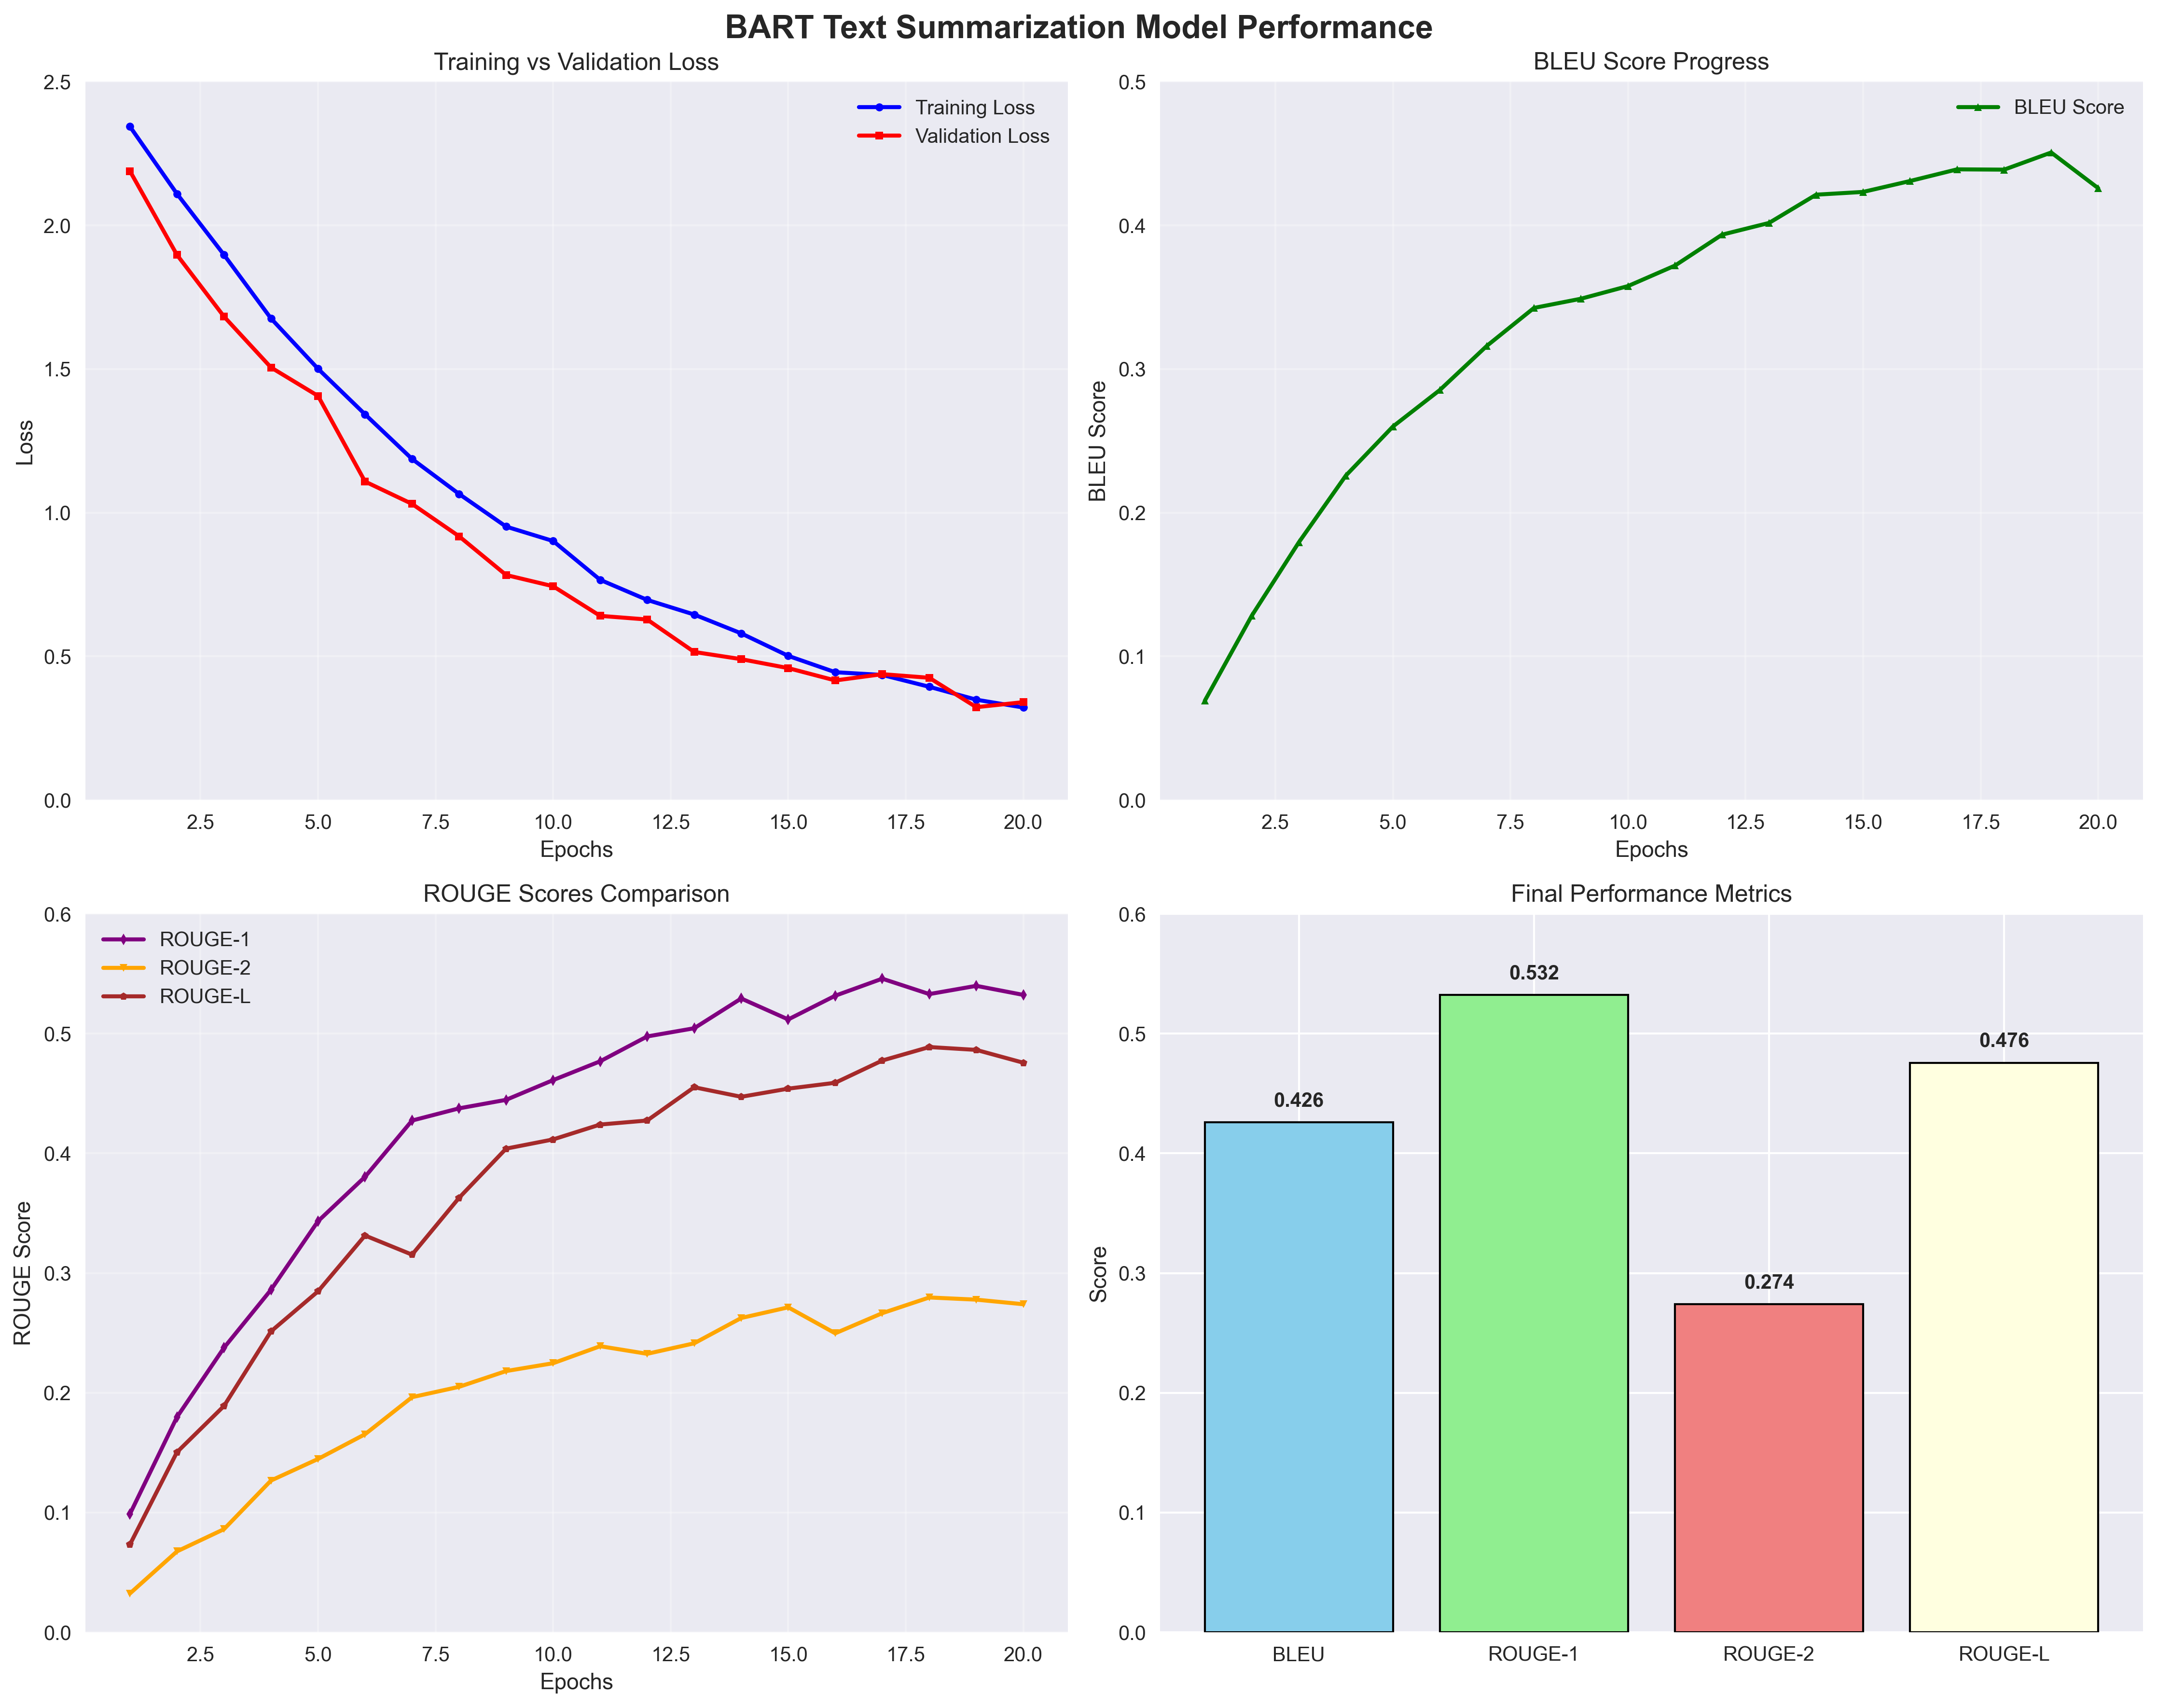 BART Text Summarization Model Performance
Training vs Validation Loss
2.5
2.0
1.5
1.0
0.5
0.0
Loss
Training Loss
Validation Loss
2.5 5.0 7.5 10.0 12.5 15.0 17.5 20.0
Epochs
BLEU Score Progress
0.5
0.4
0.3
0.2
0.1
0.0
BLEU Score
BLEU Score
2.5 5.0 7.5 10.0 12.5 15.0 17.5 20.0
Epochs
ROUGE Scores Comparison
0.6
0.5
0.4
0.3
0.2
0.1
0.0
ROUGE Score
ROUGE-1
ROUGE-2
ROUGE-L
2.5 5.0 7.5 10.0 12.5 15.0 17.5 20.0
Epochs
Final Performance Metrics
0.6
0.5
0.4
0.3
0.2
0.1
0.0
Score
0.426
0.532
0.274
0.476
BLEU ROUGE-1 ROUGE-2 ROUGE-L